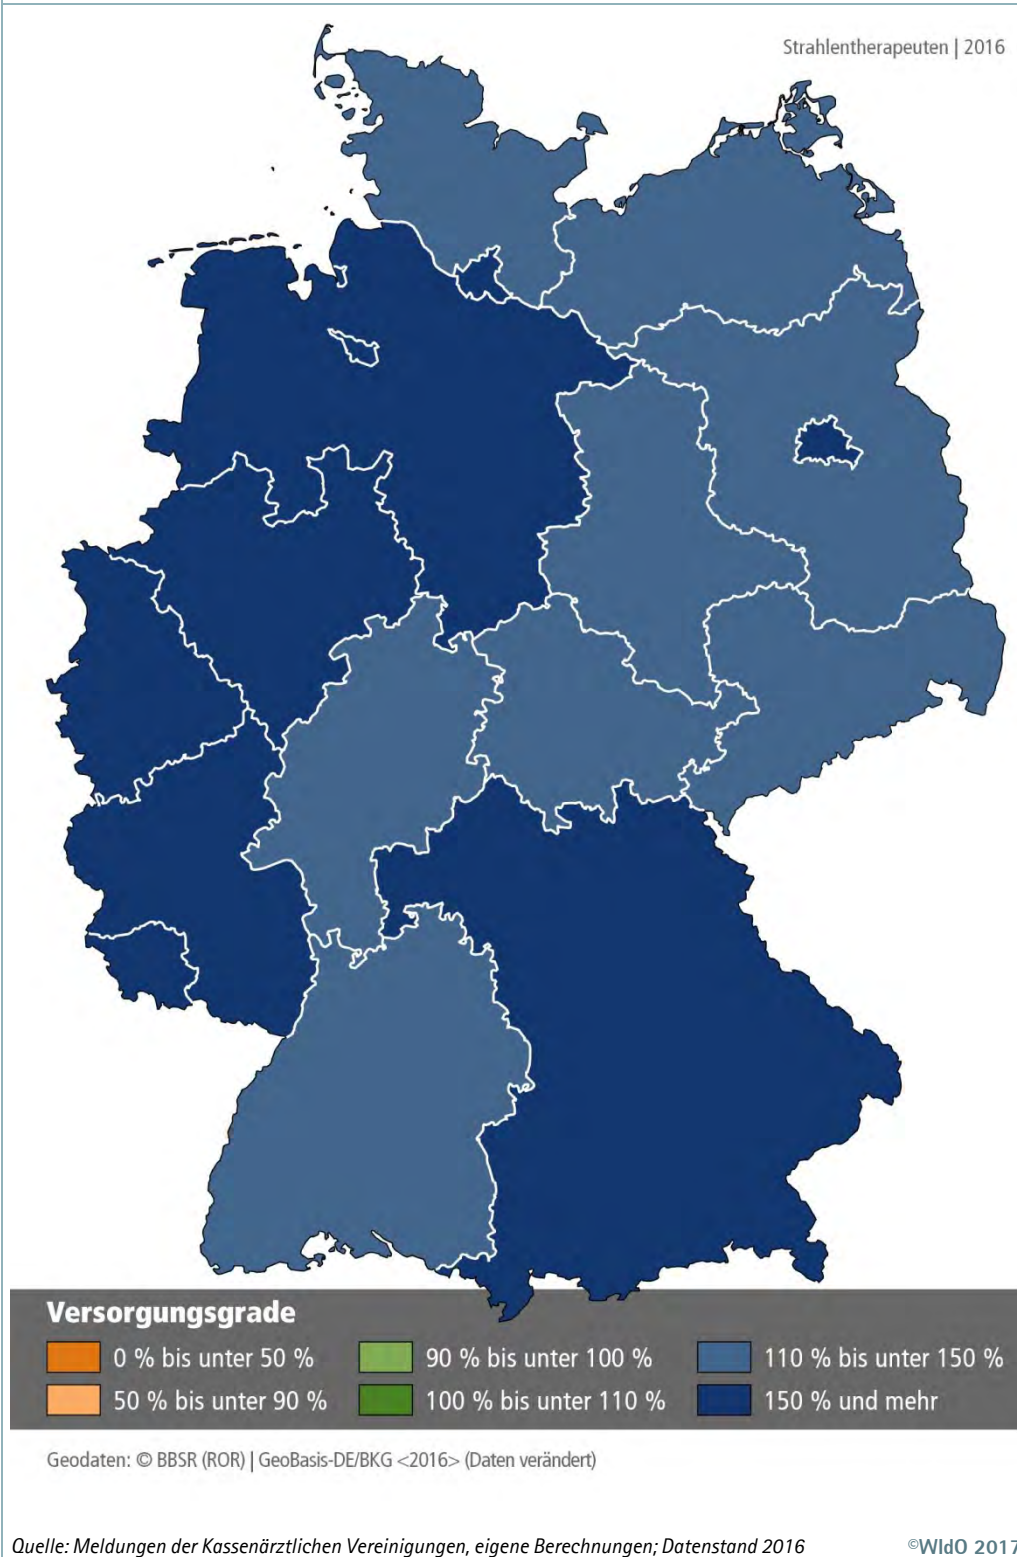 Strahlentherapeuten | 2016
Versorgungsgrade
0 % bis unter 50 %
90 % bis unter 100 %
110 % bis unter 150 %
50 % bis unter 90 %
100 % bis unter 110 %
150 % und mehr
Geodaten: © BBSR (ROR) | GeoBasis-DE/BKG <2016> (Daten verändert)
Quelle: Meldungen der Kassenärztlichen Vereinigungen, eigene Berechnungen; Datenstand 2016
©WIdO 2017